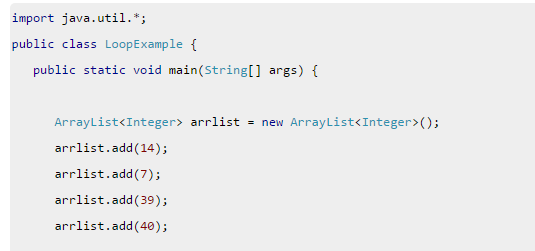 import java.util.*;
public class LoopExample {
public static void main(String[] args) {
ArrayList<Integer> arrlist = new ArrayList<Integer>();
arrlist.add(14);
arrlist.add(7);
arrlist.add(39);
arrlist.add(40);